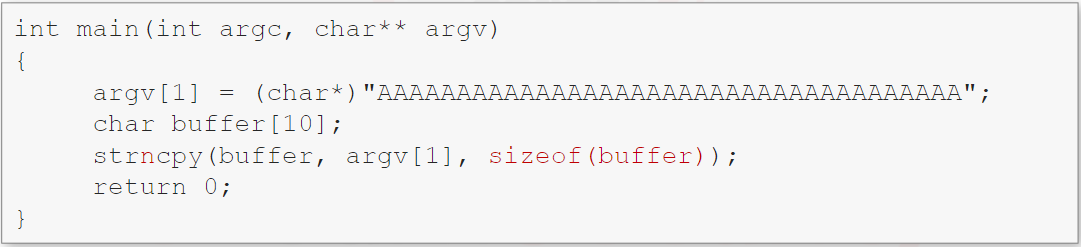 int main(int argc, char** argv)
{
argv[1] = (char*)"AAAAAAAAAAAAAAAAAAAAAAAAAAAAAAAAAAAAA";
char buffer[10];
strncpy(buffer, argv[1], sizeof(buffer));
return 0;
}